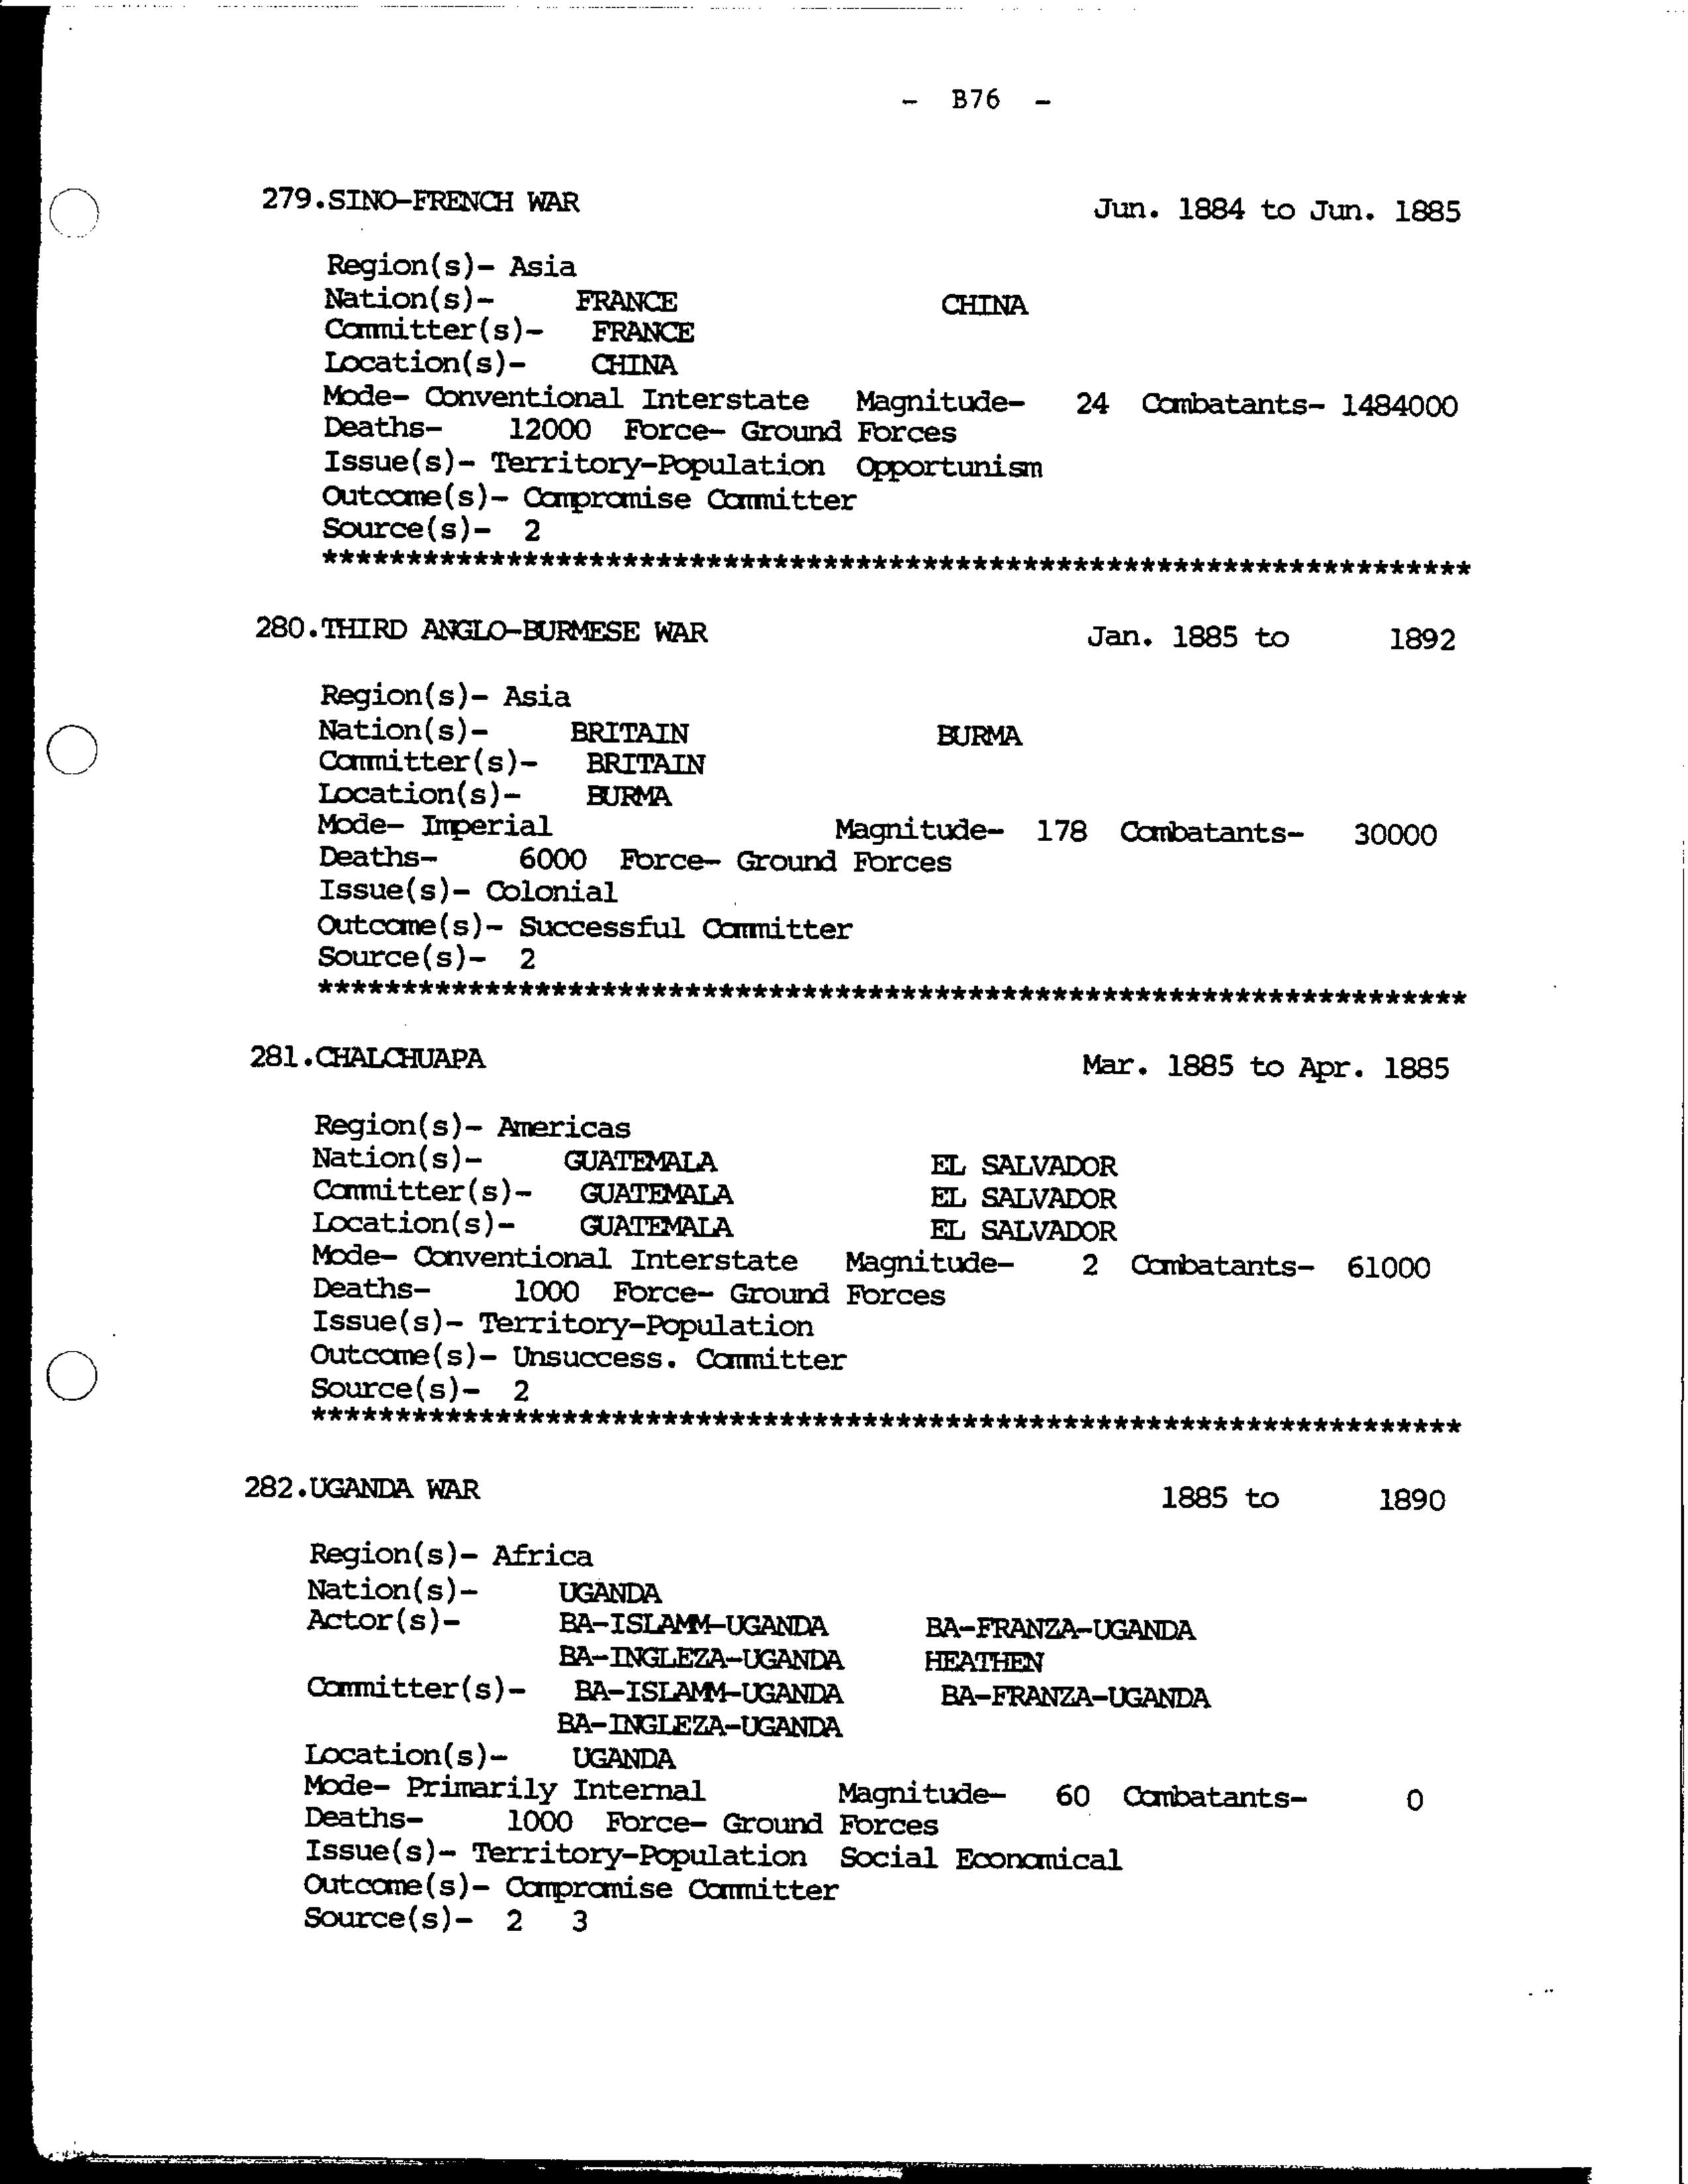 - B76 -
279.SINO-FRENCH WAR Jun. 1884 to Jun. 1885
Region(s)- Asia
Nation(s)- FRANCE CHINA
Committer(s)- FRANCE
Location(s)- CHINA
Mode- Conventional Interstate Magnitude- 24 Combatants- 1484000
Deaths- 12000 Force- Ground Forces
Issue(s)- Territory-Population Opportunism
Outcome(s)- Compromise Committer
Source(s)- 2
*********************************************************************
280.THIRD ANGLO-BURMESE WAR Jan. 1885 to 1892
Region(s)- Asia
Nation(s)- BRITAIN BURMA
Committer(s)- BRITAIN
Location(s)- BURMA
Mode- Imperial Magnitude- 178 Combatants- 30000
Deaths- 6000 Force- Ground Forces
Issue(s)- Colonial
Outcome(s)- Successful Committer
Source(s)- 2
*********************************************************************
281.CHALCHUAPA Mar. 1885 to Apr. 1885
Region(s)- Americas
Nation(s)- GUATEMALA EL SALVADOR
Committer(s)- GUATEMALA EL SALVADOR
Location(s)- GUATEMALA EL SALVADOR
Mode- Conventional Interstate Magnitude- 2 Combatants- 61000
Deaths- 1000 Force- Ground Forces
Issue(s)- Territory-Population
Outcome(s)- Unsuccess. Committer
Source(s)- 2
*********************************************************************
282.UGANDA WAR 1885 to 1890
Region(s)- Africa
Nation(s)- UGANDA
Actor(s)- BA-ISLAMM-UGANDA BA-FRANZA-UGANDA
BA-INGLEZA-UGANDA HEATHEN
Committer(s)- BA-ISLAMM-UGANDA BA-FRANZA-UGANDA
BA-INGLEZA-UGANDA
Location(s)- UGANDA
Mode- Primarily Internal Magnitude- 60 Combatants- 0
Deaths- 1000 Force- Ground Forces
Issue(s)- Territory-Population Social Economical
Outcome(s)- Compromise Committer
Source(s)- 2 3